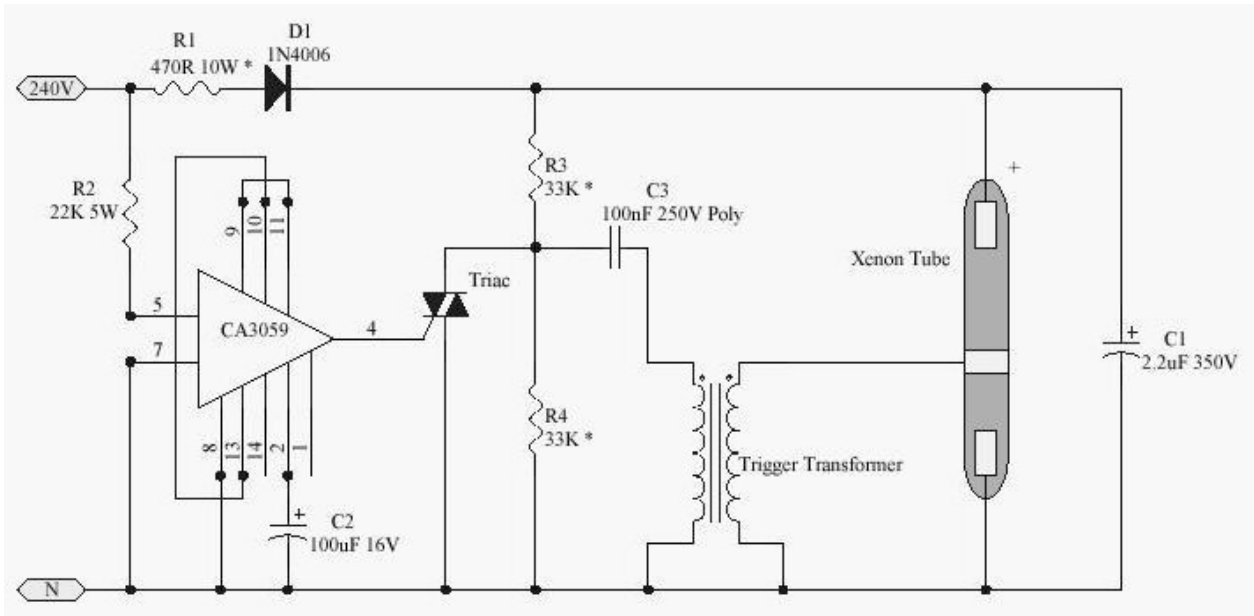 R1
470R 10W *
D1
1N4006
240V
R2
22K 5W
R3
33K *
C3
100nF 250V Poly
+
Xenon Tube
9
10
11
Triac
5
CA3059
4
7
+
C1
2.2uF 350V
R4
33K *
8
13
14
2
1
Trigger Transformer
+
C2
100uF 16V
N